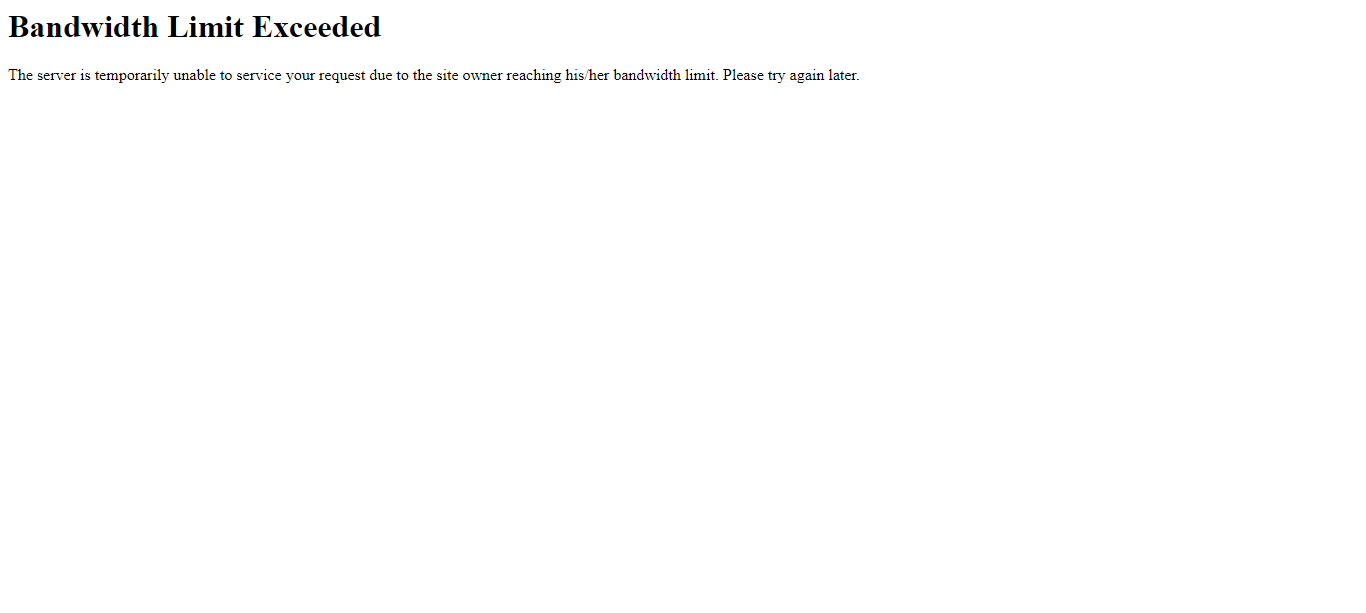 Bandwidth Limit Exceeded
The server is temporarily unable to service your request due to the site owner reaching his/her bandwidth limit. Please try again later.